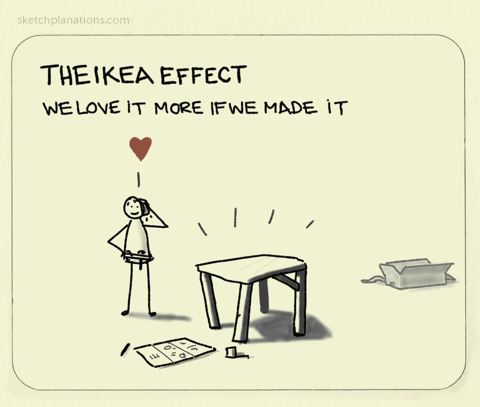 sketchplanations.com
THE IKEA EFFECT
WE LOVE IT MORE IF WE MADE IT